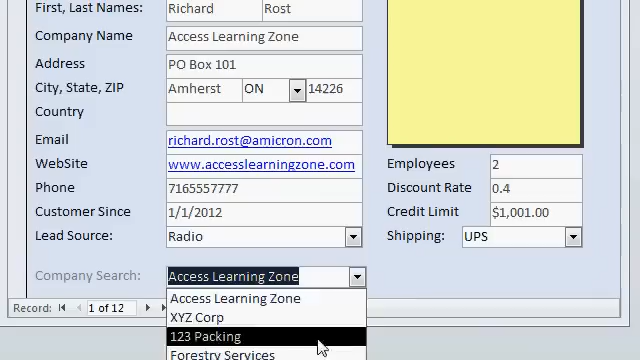 First, Last Names: Richard Rost
Company Name Access Learning Zone
Address PO Box 101
City, State, ZIP Amherst ON 14226
Country
Email richard.rost@amicron.com
WebSite www.accesslearningzone.com Employees 2
Phone 7165557777 Discount Rate 0.4
Customer Since 1/1/2012 Credit Limit $1,001.00
Lead Source: Radio Shipping: UPS
Company Search: Access Learning Zone
Access Learning Zone
Record: 1 of 12 XYZ Corp
123 Packing
Forestry Services